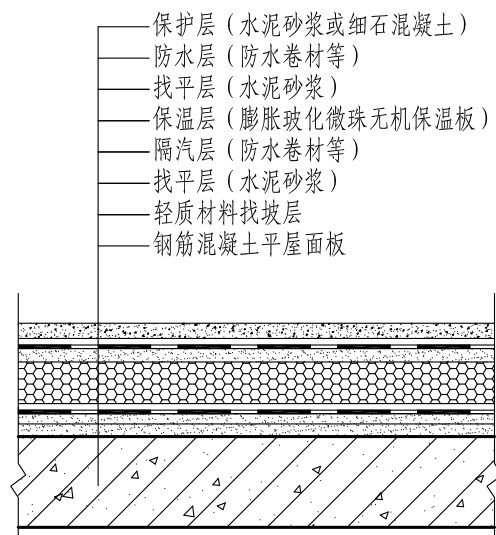 保护层（水泥砂浆或细石混凝土）
防水层（防水卷材等）
找平层（水泥砂浆）
保温层（膨胀玻化微珠无机保温板）
隔汽层（防水卷材等）
找平层（水泥砂浆）
轻质材料找坡层
钢筋混凝土平屋面板